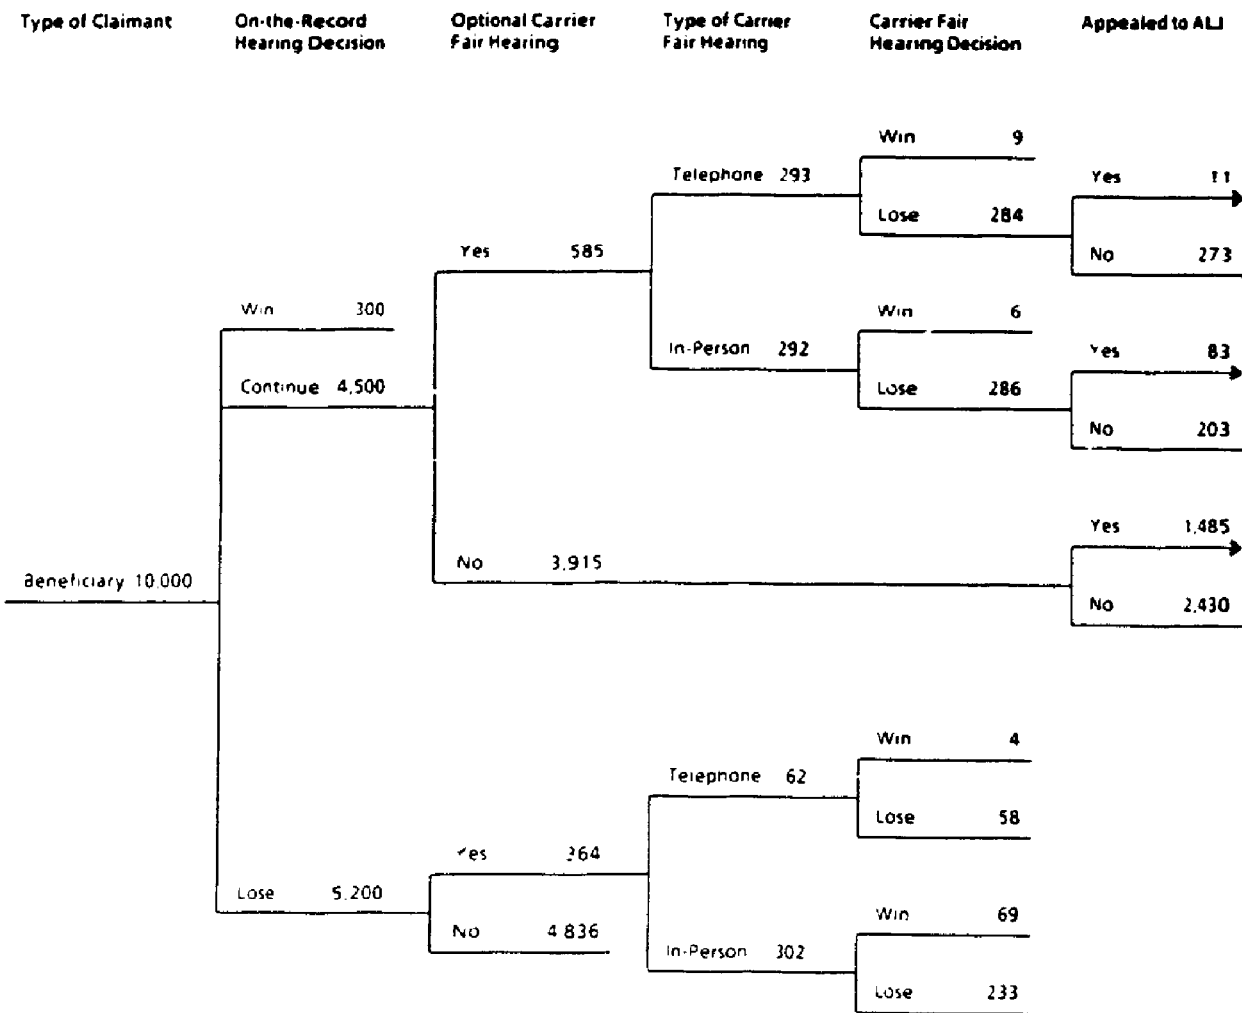 Type of Claimant
On-the-Record
Hearing Decision
Optional Carrier
Fair Hearing
Type of Carrier
Fair Hearing
Carrier Fair
Hearing Decision
Appealed to ALJ
Win 9
Telephone 293
Yes 11
Lose 284
Yes 585
No 273
Win 300
Win 6
In-Person 292
Yes 83
Continue 4,500
Lose 286
No 203
Yes 1,485
No 3,915
Beneficiary 10,000
No 2,430
Win 4
Telephone 62
Lose 58
Yes 364
Lose 5,200
Win 69
No 4,836
In-Person 302
Lose 233